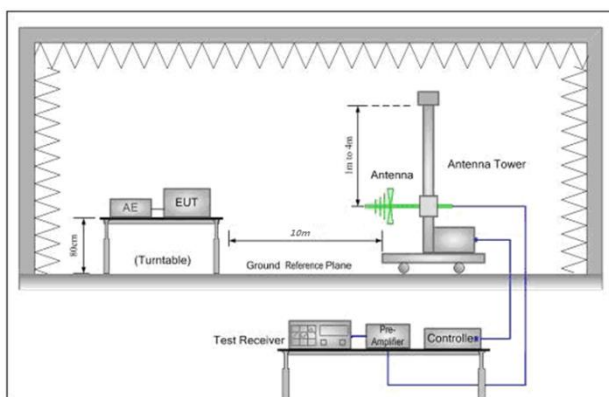 1m to 4m
Antenna
Antenna Tower
AE
EUT
10m
80cm
(Turntable)
Ground Reference Plane
Test Receiver
Pre-
Amplifier
Controller